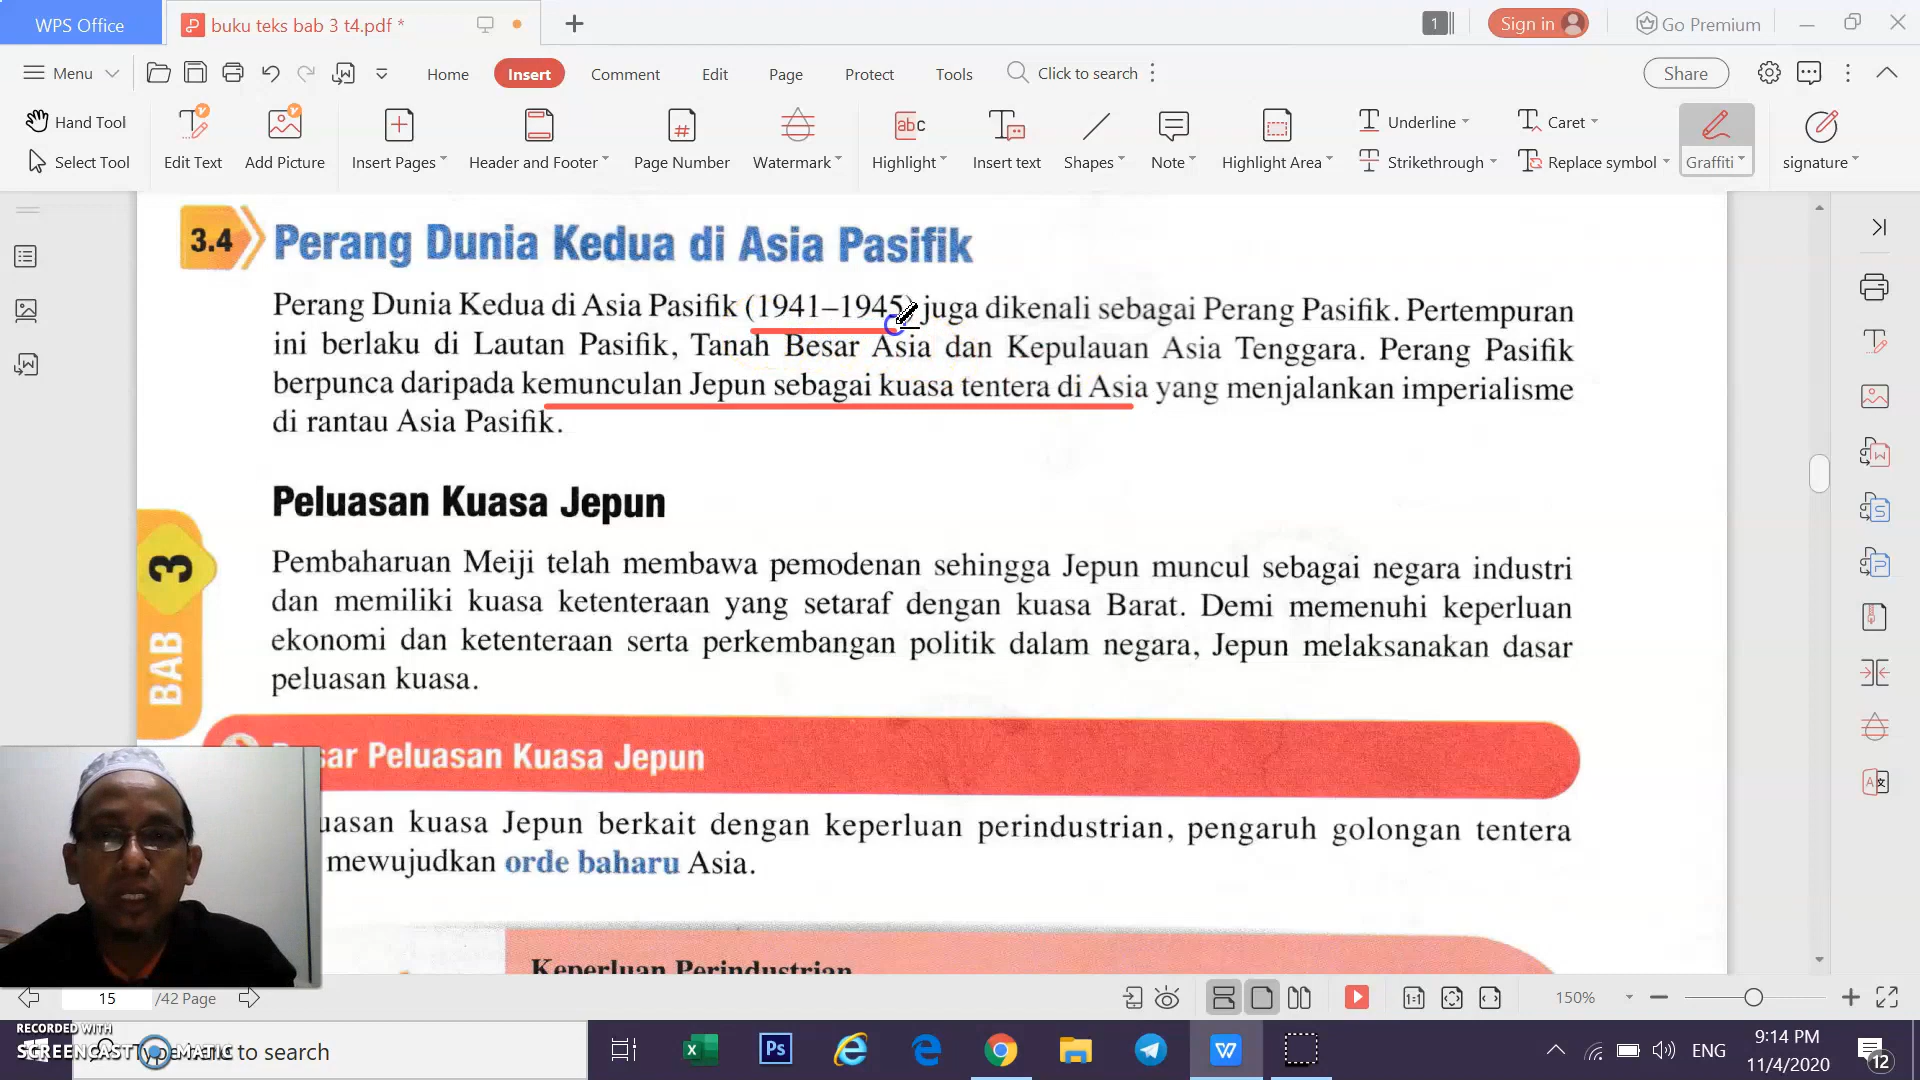 WPS Office
buku teks bab 3 t4.pdf *
1
Sign in
Go Premium
Menu
Home
Insert
Comment
Edit
Page
Protect
Tools
Click to search
Share
Hand Tool
Select Tool
Edit Text
Add Picture
Insert Pages
Header and Footer
Page Number
Watermark
Highlight
Insert text
Shapes
Note
Highlight Area
Underline
Strikethrough
Caret
Replace symbol
Graffiti
signature
3.4 Perang Dunia Kedua di Asia Pasifik
Perang Dunia Kedua di Asia Pasifik (1941–1945) juga dikenali sebagai Perang Pasifik. Pertempuran
ini berlaku di Lautan Pasifik, Tanah Besar Asia dan Kepulauan Asia Tenggara. Perang Pasifik
berpunca daripada kemunculan Jepun sebagai kuasa tentera di Asia yang menjalankan imperialisme
di rantau Asia Pasifik.
Peluasan Kuasa Jepun
Pembaharuan Meiji telah membawa pemodenan sehingga Jepun muncul sebagai negara industri
dan memiliki kuasa ketenteraan yang setaraf dengan kuasa Barat. Demi memenuhi keperluan
ekonomi dan ketenteraan serta perkembangan politik dalam negara, Jepun melaksanakan dasar
peluasan kuasa.
BAB 3
sar Peluasan Kuasa Jepun
uasan kuasa Jepun berkait dengan keperluan perindustrian, pengaruh golongan tentera
mewujudkan orde baharu Asia.
Keperluan Perindustrian
15 /42 Page
150%
RECORDED WITH
SCREENCAST MATIC
Type here to search
ENG
9:14 PM
11/4/2020
12